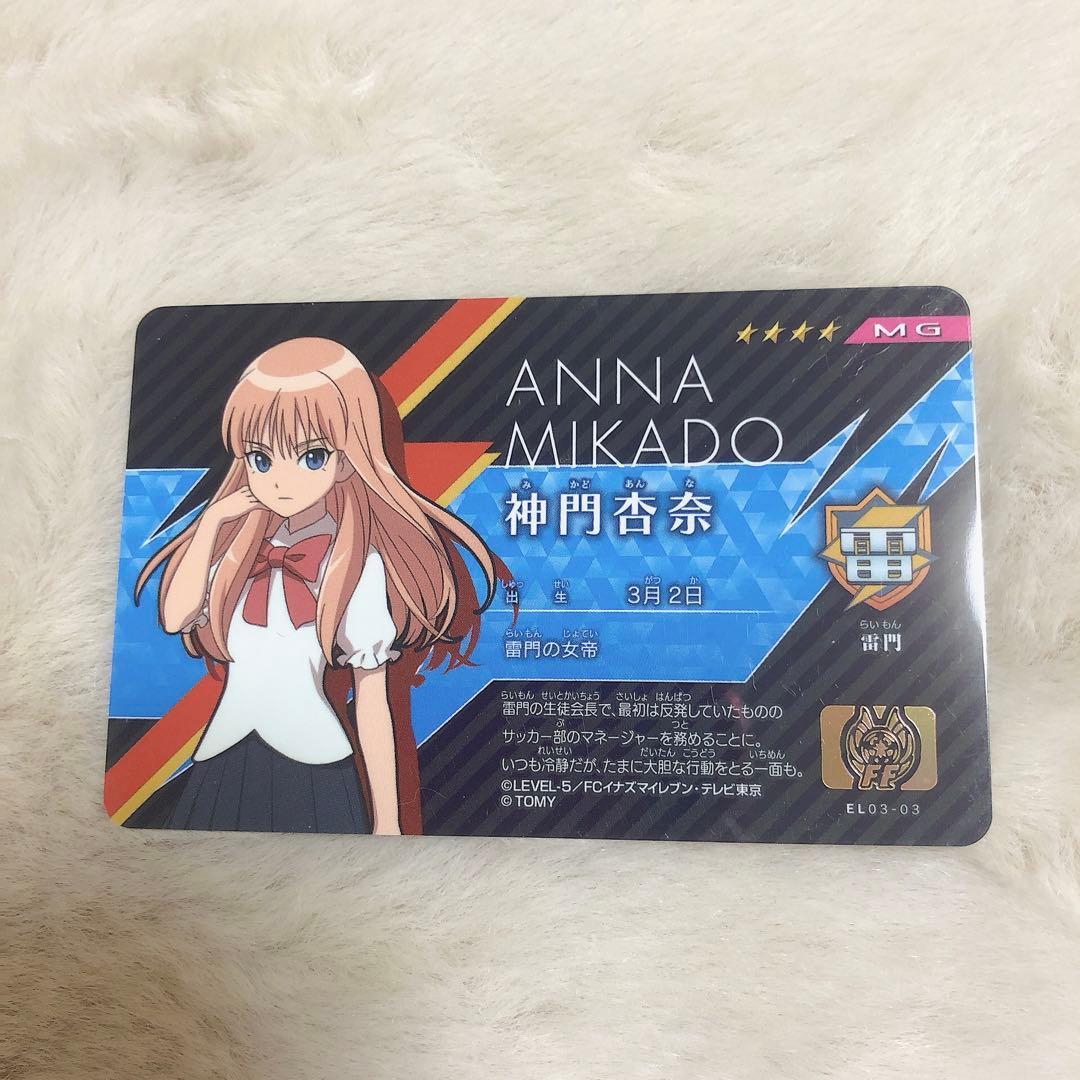 ★★★★ MG
ANNA
MIKADO
み かど あん な
神門杏奈
しゅっ せい がつ か
出 生 3月2日
らいもん じょてい
雷門の女帝
雷
らいもん
雷門
らいもん せいとかいちょう さいしょ はんぱつ
雷門の生徒会長で、最初は反発していたものの
ぶ つと
サッカー部のマネージャーを務めることに。
れいせい だいたん こうどう いちめん
いつも冷静だが、たまに大胆な行動をとる一面も。
©LEVEL-5/FCイナズマイレブン・テレビ東京
©TOMY
FF
EL03-03